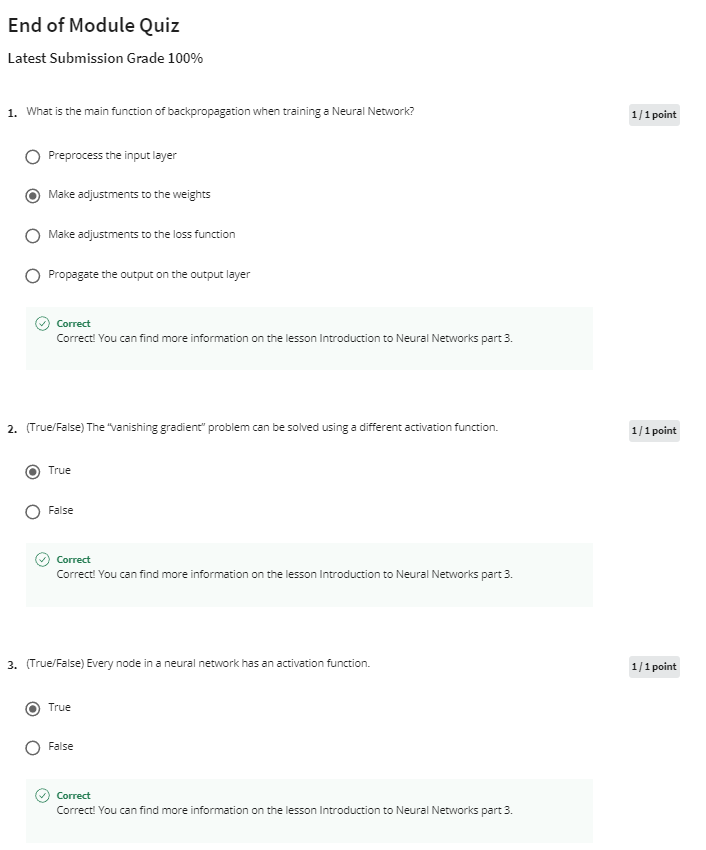 End of Module Quiz
Latest Submission Grade 100%
1. What is the main function of backpropagation when training a Neural Network?
1 / 1 point
Preprocess the input layer
Make adjustments to the weights
Make adjustments to the loss function
Propagate the output on the output layer
Correct
Correct! You can find more information on the lesson Introduction to Neural Networks part 3.
2. (True/False) The “vanishing gradient” problem can be solved using a different activation function.
1 / 1 point
True
False
Correct
Correct! You can find more information on the lesson Introduction to Neural Networks part 3.
3. (True/False) Every node in a neural network has an activation function.
1 / 1 point
True
False
Correct
Correct! You can find more information on the lesson Introduction to Neural Networks part 3.